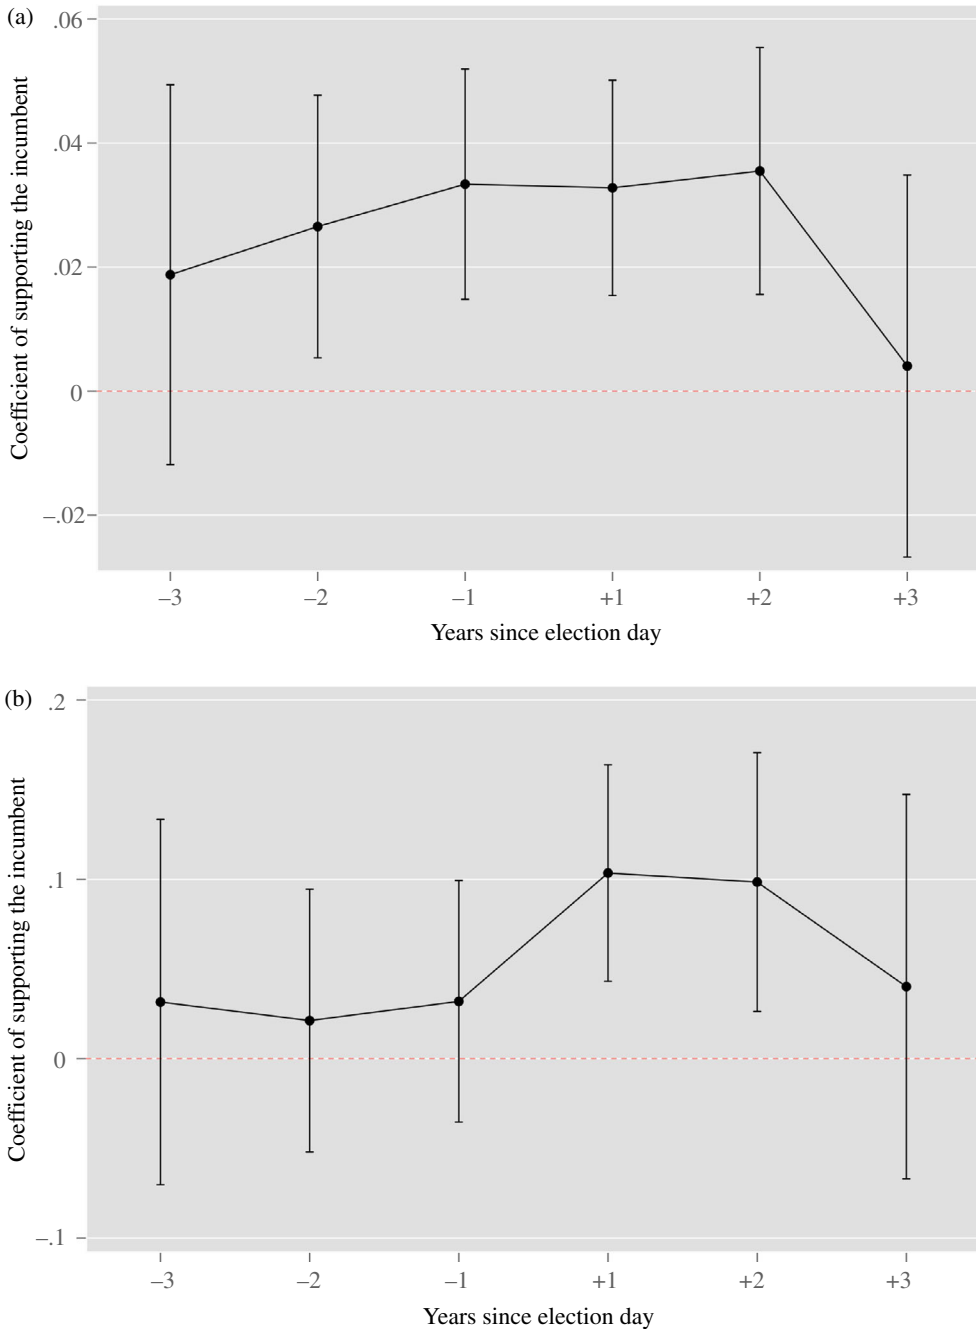 (a)
Coefficient of supporting the incumbent
.06
.04
.02
0
–.02
–3 –2 –1 +1 +2 +3
Years since election day
(b)
Coefficient of supporting the incumbent
.2
.1
0
–.1
–3 –2 –1 +1 +2 +3
Years since election day